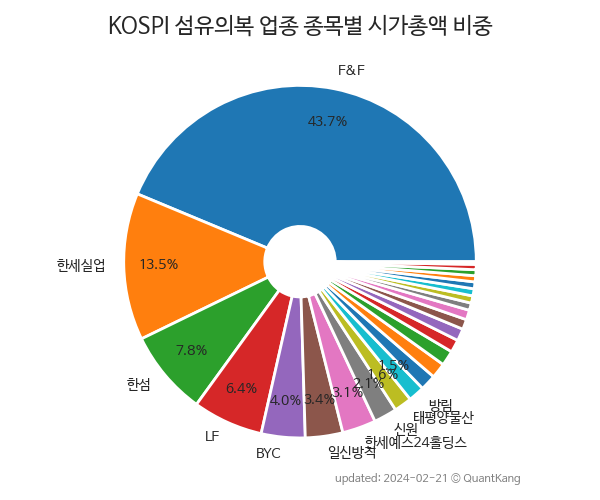 KOSPI 섬유의복 업종 종목별 시가총액 비중
F&F
43.7%
한세실업
13.5%
한섬
7.8%
LF
6.4%
BYC
4.0%
일신방직
3.4%
한세예스24홀딩스
3.1%
신원
2.1%
태평양물산
1.6%
방림
1.5%
updated: 2024-02-21 © QuantKang